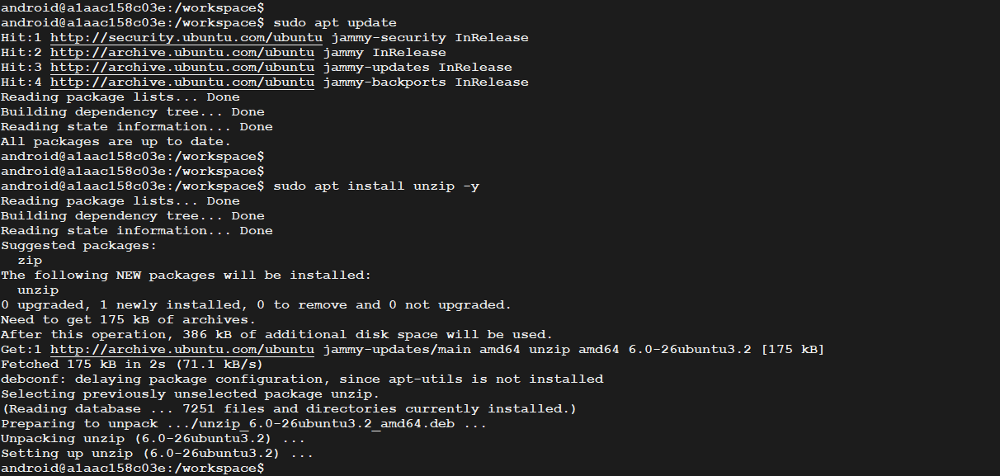 android@a1aac158c03e:/workspace$
android@a1aac158c03e:/workspace$ sudo apt update
Hit:1 http://security.ubuntu.com/ubuntu jammy-security InRelease
Hit:2 http://archive.ubuntu.com/ubuntu jammy InRelease
Hit:3 http://archive.ubuntu.com/ubuntu jammy-updates InRelease
Hit:4 http://archive.ubuntu.com/ubuntu jammy-backports InRelease
Reading package lists... Done
Building dependency tree... Done
Reading state information... Done
All packages are up to date.
android@a1aac158c03e:/workspace$
android@a1aac158c03e:/workspace$
android@a1aac158c03e:/workspace$ sudo apt install unzip -y
Reading package lists... Done
Building dependency tree... Done
Reading state information... Done
Suggested packages:
  zip
The following NEW packages will be installed:
  unzip
0 upgraded, 1 newly installed, 0 to remove and 0 not upgraded.
Need to get 175 kB of archives.
After this operation, 386 kB of additional disk space will be used.
Get:1 http://archive.ubuntu.com/ubuntu jammy-updates/main amd64 unzip amd64 6.0-26ubuntu3.2 [175 kB]
Fetched 175 kB in 2s (71.1 kB/s)
debconf: delaying package configuration, since apt-utils is not installed
Selecting previously unselected package unzip.
(Reading database ... 7251 files and directories currently installed.)
Preparing to unpack .../unzip_6.0-26ubuntu3.2_amd64.deb ...
Unpacking unzip (6.0-26ubuntu3.2) ...
Setting up unzip (6.0-26ubuntu3.2) ...
android@a1aac158c03e:/workspace$